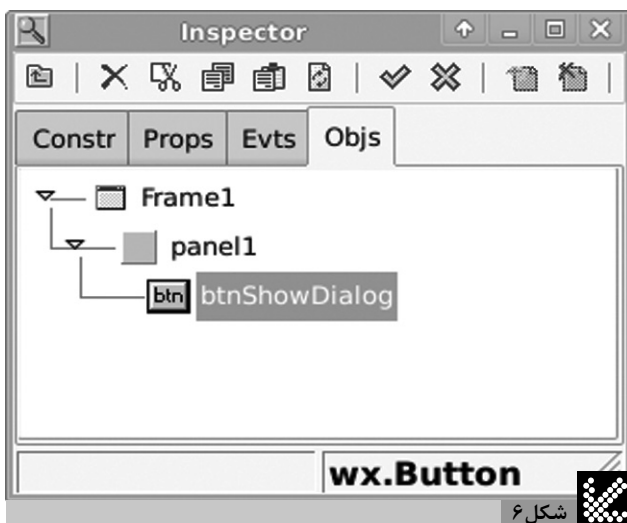 Inspector
Constr Props Evts Objs
Frame1
panel1
btn btnShowDialog
wx.Button
شکل۶